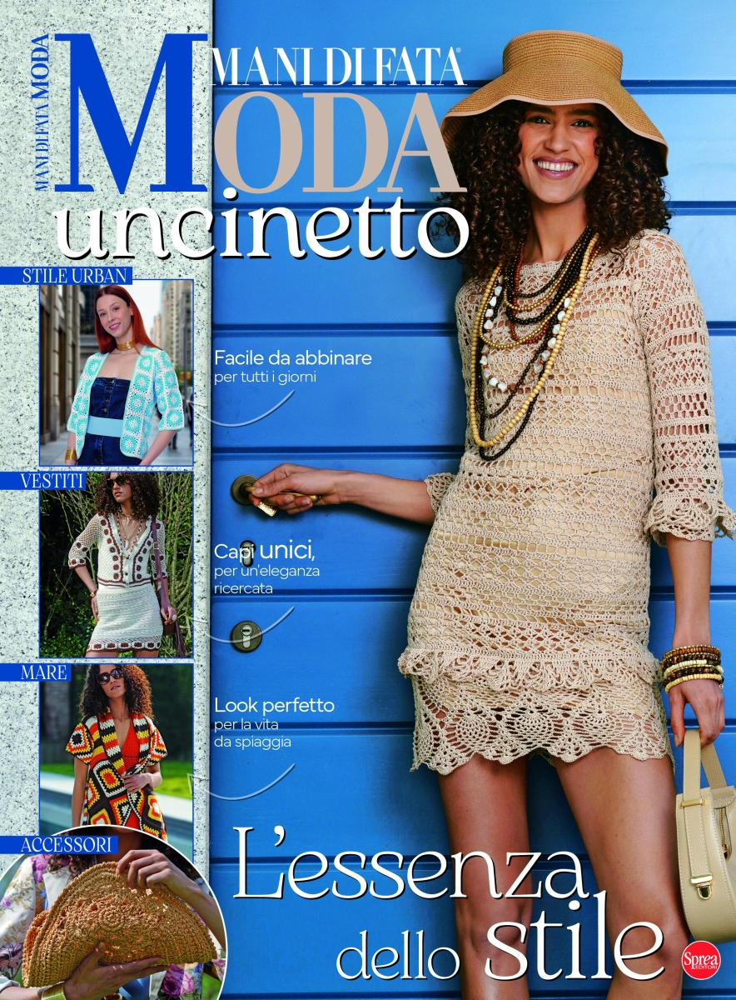 MANI DI FATA MODA
MANI DI FATA®
MODA
uncinetto
STILE URBAN
Facile da abbinare
per tutti i giorni
VESTITI
Capi unici,
per un'eleganza
ricercata
MARE
Look perfetto
per la vita
da spiaggia
ACCESSORI
L'essenza
dello stile
Sprea
EDITORI